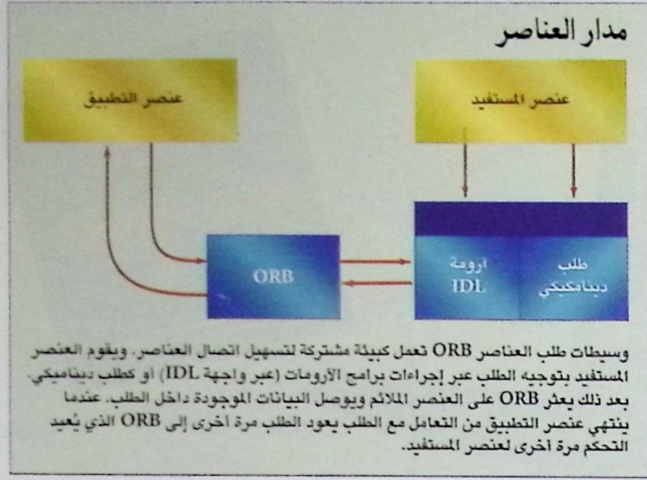 مدار العناصر
عنصر المستفيد
عنصر التطبيق
طلب
ديناميكيكي
ارومة
IDL
ORB
وسيطات طلب العناصر ORB تعمل كبيئة مشتركة لتسهيل اتصال العناصر. ويقوم العنصر
المستفيد بتوجيه الطلب عبر إجراءات برامج الأرومات (عبر واجهة IDL) أو كطلب ديناميكي.
بعد ذلك يعثر ORB على العنصر الملائم ويوصل البيانات الموجودة داخل الطلب. عندما
ينتهي عنصر التطبيق من التعامل مع الطلب يعود الطلب مرة أخرى إلى ORB الذي يُعيد
التحكم مرة أخرى لعنصر المستفيد.